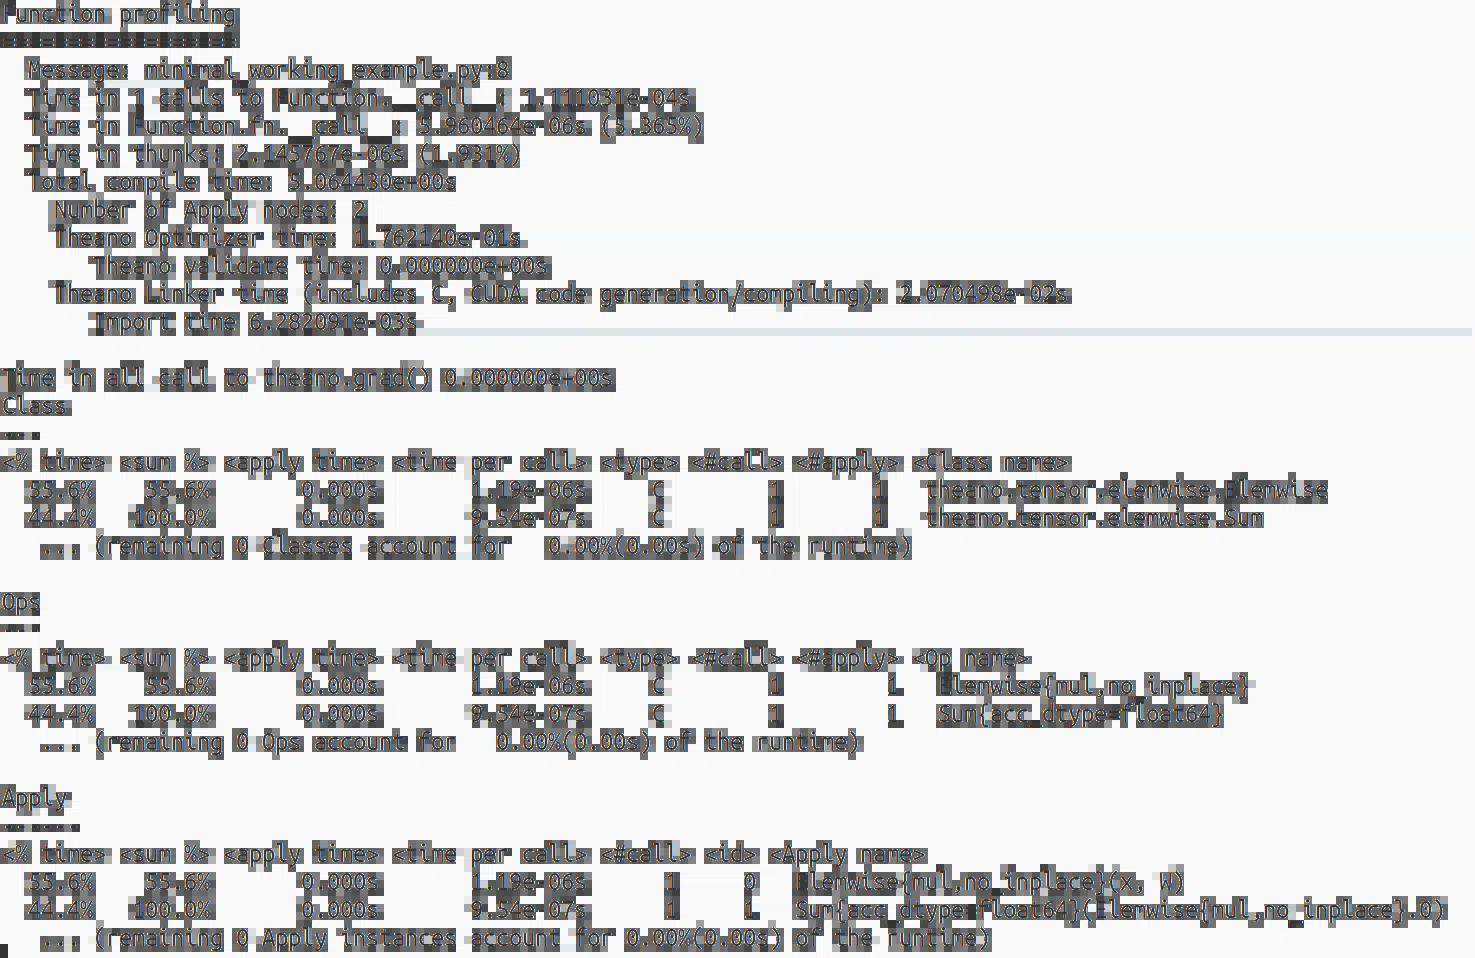 Function profiling
==================
Message: minimal_working_example.py:8
Time in 1 calls to Function.__call__: 1.111031e-04s
Time in Function.fn.__call__: 5.960464e-06s (5.365%)
Time in thunks: 2.145767e-06s (1.931%)
Total compile time: 5.064430e+00s
Number of Apply nodes: 2
Theano Optimizer time: 1.762140e-01s
Theano validate time: 0.000000e+00s
Theano Linker time (includes C, CUDA code generation/compiling): 2.070498e-02s
Import time 6.282091e-03s
Time in all call to theano.grad() 0.000000e+00s
Class
---
<% time> <sum %> <apply time> <time per call> <type> <#call> <#apply> <Class name>
55.6% 55.6% 0.000s 1.19e-06s C 1 1 theano.tensor.elemwise.Elemwise
44.4% 100.0% 0.000s 9.54e-07s C 1 1 theano.tensor.elemwise.Sum
... (remaining 0 Classes account for 0.00%(0.00s) of the runtime)
Ops
---
<% time> <sum %> <apply time> <time per call> <type> <#call> <#apply> <Op name>
55.6% 55.6% 0.000s 1.19e-06s C 1 1 Elemwise{mul,no_inplace}
44.4% 100.0% 0.000s 9.54e-07s C 1 1 Sum{acc_dtype=float64}
... (remaining 0 Ops account for 0.00%(0.00s) of the runtime)
Apply
------
<% time> <sum %> <apply time> <time per call> <#call> <id> <Apply name>
55.6% 55.6% 0.000s 1.19e-06s 1 0 Elemwise{mul,no_inplace}(x, w)
44.4% 100.0% 0.000s 9.54e-07s 1 1 Sum{acc_dtype=float64}(Elemwise{mul,no_inplace}.0)
... (remaining 0 Apply instances account for 0.00%(0.00s) of the runtime)